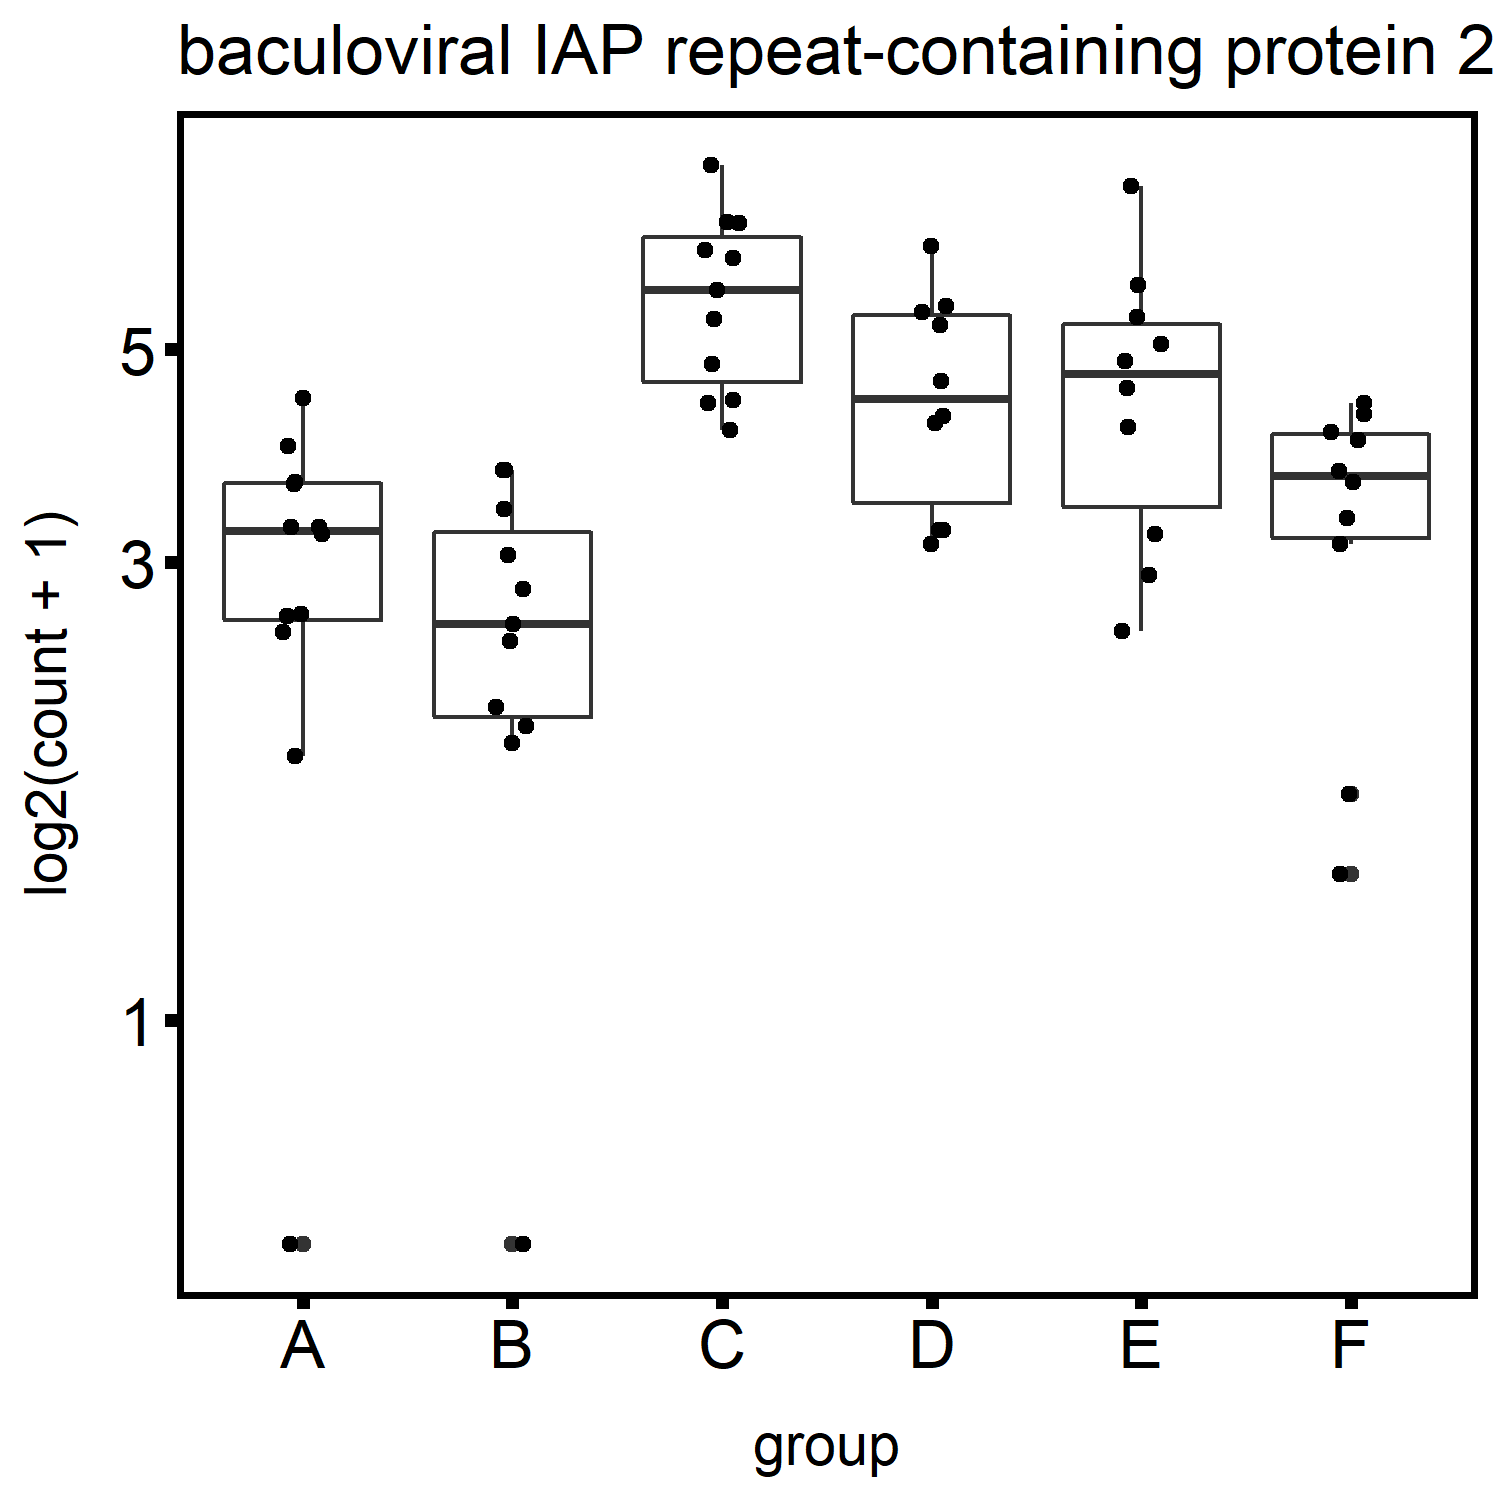 baculoviral IAP repeat-containing protein 2
log2(count + 1)
5
3
1
A B C D E F
group